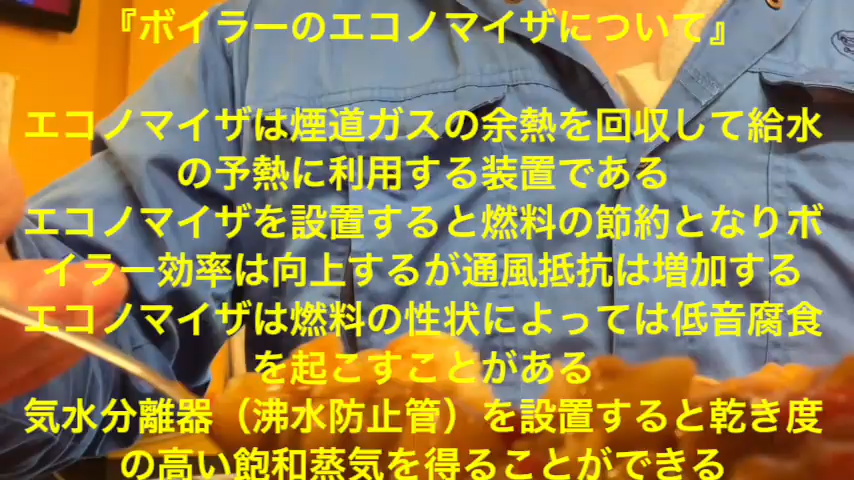 『ボイラーのエコノマイザについて』
エコノマイザは煙道ガスの余熱を回収して給水
の予熱に利用する装置である
エコノマイザを設置すると燃料の節約となりボ
イラー効率は向上するが通風抵抗は増加する
エコノマイザは燃料の性状によっては低音腐食
を起こすことがある
気水分離器（沸水防止管）を設置すると乾き度
の高い飽和蒸気を得ることができる